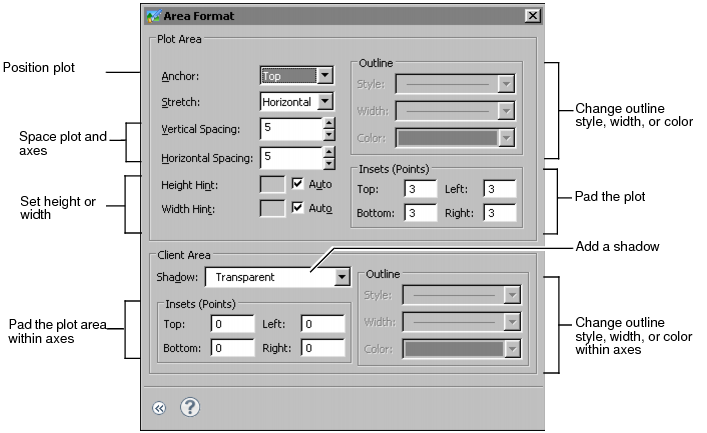 Area Format
Plot Area
Position plot
Anchor: Top
Stretch: Horizontal
Space plot and
axes
Vertical Spacing: 5
Horizontal Spacing: 5
Set height or
width
Height Hint: Auto
Width Hint: Auto
Outline
Style:
Width:
Color:
Change outline
style, width, or color
Insets (Points)
Top: 3 Left: 3
Bottom: 3 Right: 3
Pad the plot
Client Area
Add a shadow
Shadow: Transparent
Insets (Points)
Top: 0 Left: 0
Bottom: 0 Right: 0
Pad the plot area
within axes
Outline
Style:
Width:
Color:
Change outline
style, width, or color
within axes
?